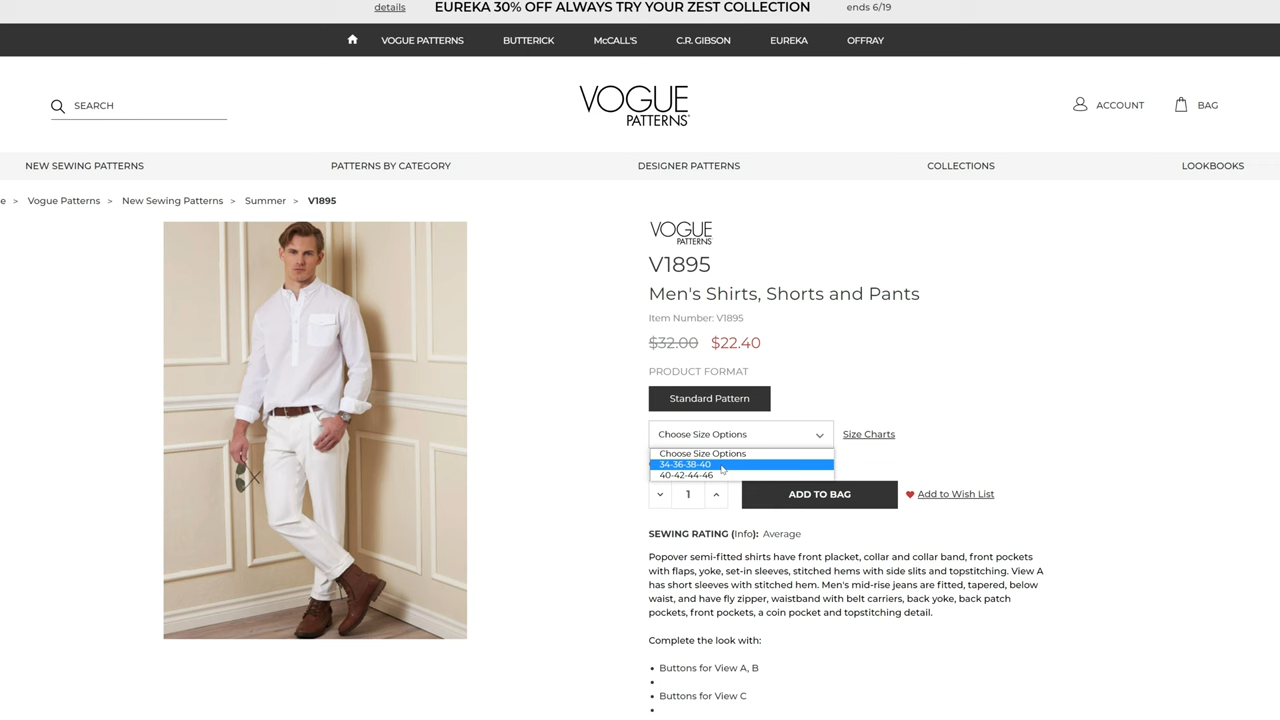 details EUREKA 30% OFF ALWAYS TRY YOUR ZEST COLLECTION ends 6/19
VOGUE PATTERNS BUTTERICK McCALL'S C.R. GIBSON EUREKA OFFRAY
SEARCH
VOGUE
PATTERNS
ACCOUNT BAG
NEW SEWING PATTERNS PATTERNS BY CATEGORY DESIGNER PATTERNS COLLECTIONS LOOKBOOKS
e > Vogue Patterns > New Sewing Patterns > Summer > V1895
VOGUE
PATTERNS
V1895
Men's Shirts, Shorts and Pants
Item Number: V1895
$32.00 $22.40
PRODUCT FORMAT
Standard Pattern
Choose Size Options Size Charts
Choose Size Options
34-36-38-40
40-42-44-46
1 ADD TO BAG Add to Wish List
SEWING RATING (Info): Average
Popover semi-fitted shirts have front placket, collar and collar band, front pockets
with flaps, yoke, set-in sleeves, stitched hems with side slits and topstitching. View A
has short sleeves with stitched hem. Men's mid-rise jeans are fitted, tapered, below
waist, and have fly zipper, waistband with belt carriers, back yoke, back patch
pockets, front pockets, a coin pocket and topstitching detail.
Complete the look with:
• Buttons for View A, B
•
• Buttons for View C
•